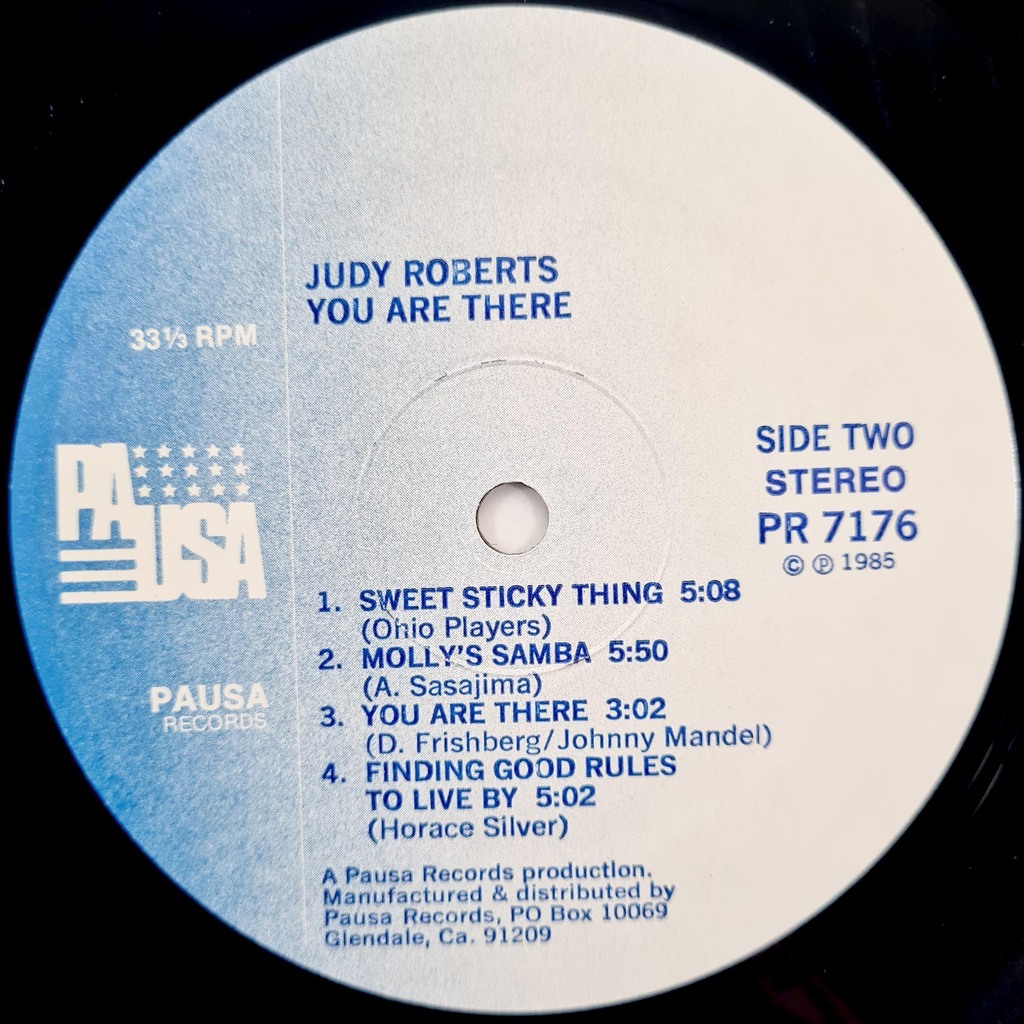 JUDY ROBERTS
YOU ARE THERE
33⅓ RPM
PAUSA
SIDE TWO
STEREO
PR 7176
© ℗ 1985
1. SWEET STICKY THING 5:08
(Ohio Players)
2. MOLLY'S SAMBA 5:50
(A. Sasajima)
3. YOU ARE THERE 3:02
(D. Frishberg/Johnny Mandel)
4. FINDING GOOD RULES
TO LIVE BY 5:02
(Horace Silver)
PAUSA
RECORDS
A Pausa Records production.
Manufactured & distributed by
Pausa Records, PO Box 10069
Glendale, Ca. 91209